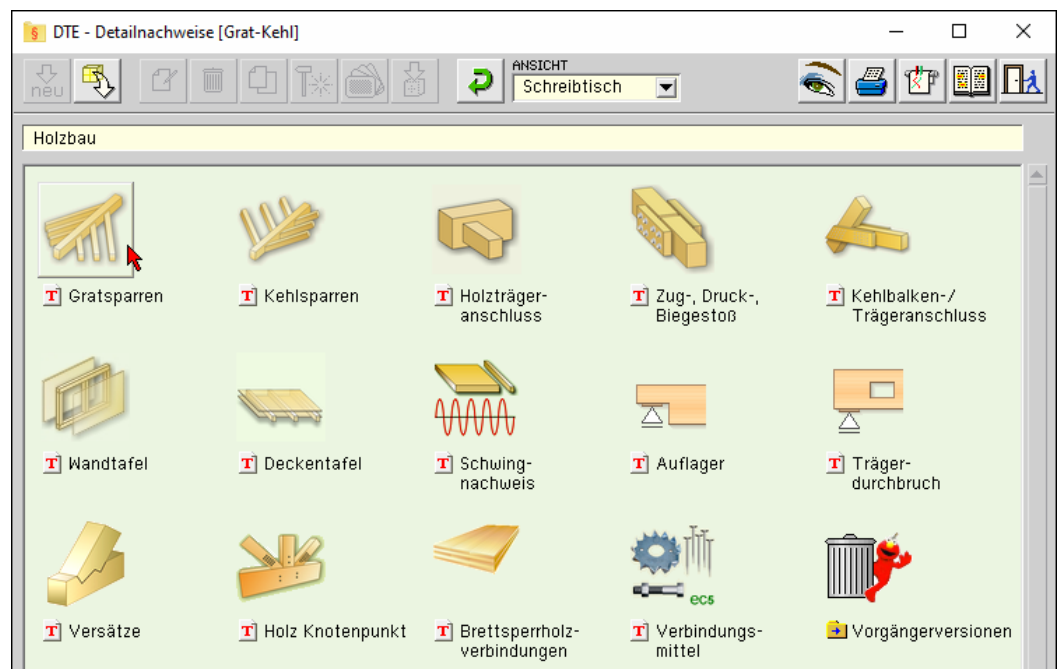 § DTE - Detailnachweise [Grat-Kehl]
neu
ANSICHT
Schreibtisch
Holzbau
T Gratsparren
T Kehlsparren
T Holzträger-
anschluss
T Zug-, Druck-,
Biegestoß
T Kehlbalken-/
Trägeranschluss
T Wandtafel
T Deckentafel
T Schwing-
nachweis
T Auflager
T Träger-
durchbruch
ec5
T Versätze
T Holz Knotenpunkt
T Brettsperrholz-
verbindungen
T Verbindungs-
mittel
Vorgängerversionen